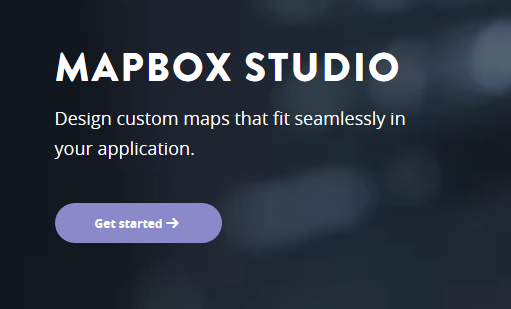 MAPBOX STUDIO
Design custom maps that fit seamlessly in
your application.
Get started →